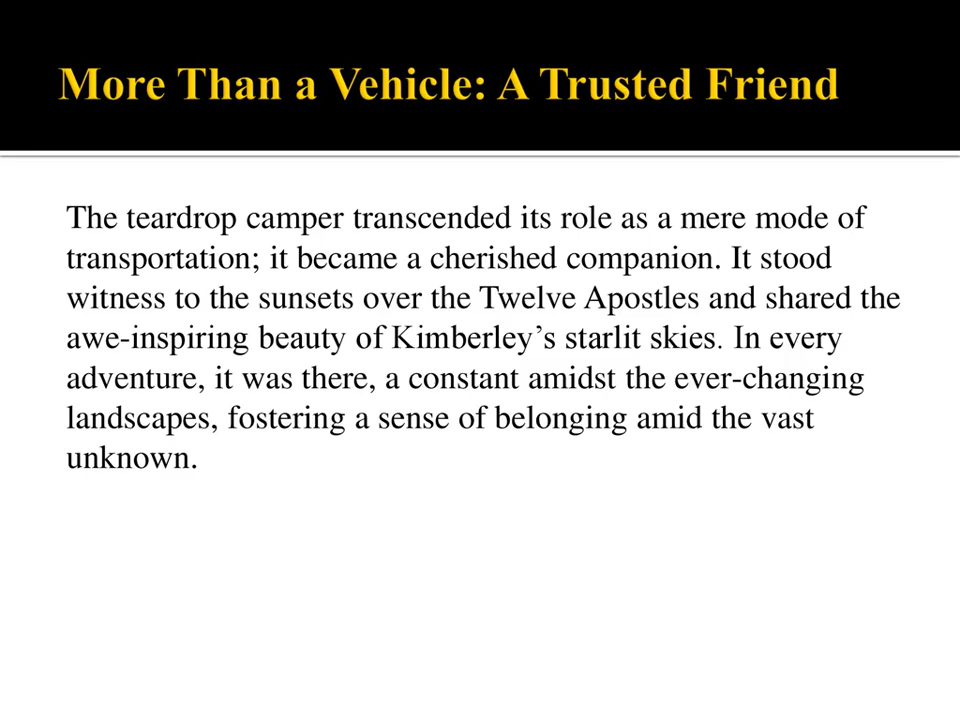 More Than a Vehicle: A Trusted Friend
The teardrop camper transcended its role as a mere mode of
transportation; it became a cherished companion. It stood
witness to the sunsets over the Twelve Apostles and shared the
awe-inspiring beauty of Kimberley’s starlit skies. In every
adventure, it was there, a constant amidst the ever-changing
landscapes, fostering a sense of belonging amid the vast
unknown.